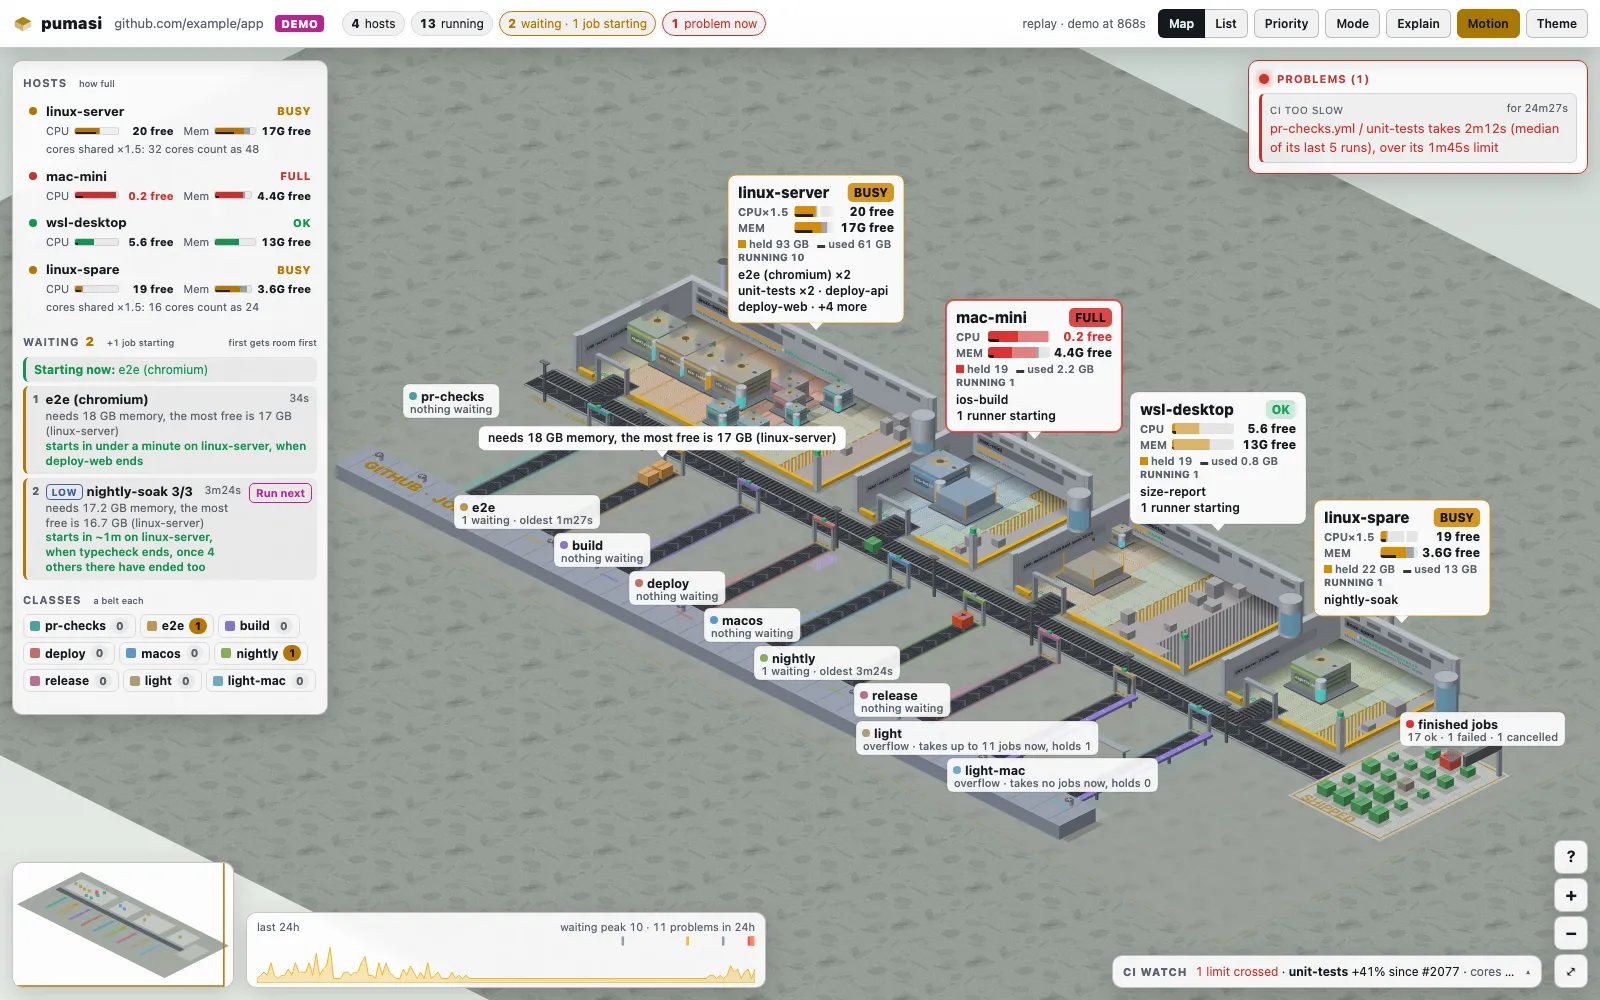 pumasi github.com/example/app DEMO 4 hosts 13 running 2 waiting · 1 job starting 1 problem now replay · demo at 868s Map List Priority Mode Explain Motion Theme
HOSTS how full
linux-server BUSY
CPU 20 free Mem 17G free
cores shared ×1.5: 32 cores count as 48
mac-mini FULL
CPU 0.2 free Mem 4.4G free
wsl-desktop OK
CPU 5.6 free Mem 13G free
linux-spare BUSY
CPU 19 free Mem 3.6G free
cores shared ×1.5: 16 cores count as 24
WAITING 2 +1 job starting first gets room first
Starting now: e2e (chromium)
1 e2e (chromium) 34s
needs 18 GB memory, the most free is 17 GB
(linux-server)
starts in under a minute on linux-server, when
deploy-web ends
2 LOW nightly-soak 3/3 3m24s Run next
needs 17.2 GB memory, the most
free is 16.7 GB (linux-server)
starts in ~1m on linux-server,
when typecheck ends, once 4
others there have ended too
CLASSES a belt each
pr-checks 0 e2e 1 build 0
deploy 0 macos 0 nightly 1
release 0 light 0 light-mac 0
PROBLEMS (1)
CI TOO SLOW for 24m27s
pr-checks.yml / unit-tests takes 2m12s (median
of its last 5 runs), over its 1m45s limit
linux-server BUSY
CPU×1.5 20 free
MEM 17G free
held 93 GB used 61 GB
RUNNING 10
e2e (chromium) ×2
unit-tests ×2 · deploy-api
deploy-web · +4 more
mac-mini FULL
CPU 0.2 free
MEM 4.4G free
held 19 used 2.2 GB
RUNNING 1
ios-build
1 runner starting
wsl-desktop OK
CPU 5.6 free
MEM 13G free
held 19 used 0.8 GB
RUNNING 1
size-report
1 runner starting
linux-spare BUSY
CPU×1.5 19 free
MEM 3.6G free
held 22 GB used 13 GB
RUNNING 1
nightly-soak
pr-checks
nothing waiting
needs 18 GB memory, the most free is 17 GB (linux-server)
GITHUB
e2e
1 waiting · oldest 1m27s
build
nothing waiting
deploy
nothing waiting
macos
nothing waiting
nightly
1 waiting · oldest 3m24s
release
nothing waiting
light
overflow · takes up to 11 jobs now, holds 1
light-mac
overflow · takes no jobs now, holds 0
finished jobs
17 ok · 1 failed · 1 cancelled
SHIPPED
last 24h waiting peak 10 · 11 problems in 24h
CI WATCH 1 limit crossed · unit-tests +41% since #2077 · cores ...
?
+
−